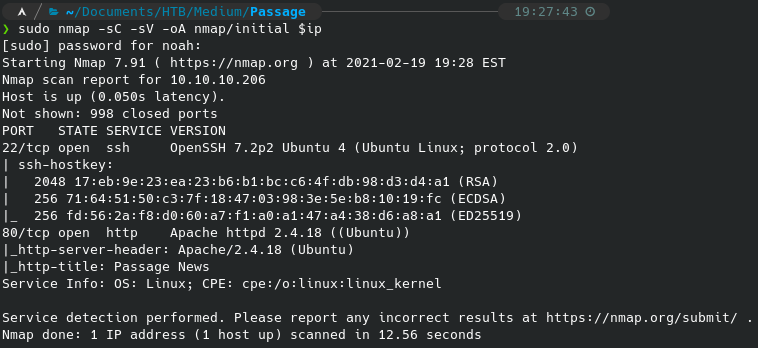 ~/Documents/HTB/Medium/Passage 19:27:43
❯ sudo nmap -sC -sV -oA nmap/initial $ip
[sudo] password for noah:
Starting Nmap 7.91 ( https://nmap.org ) at 2021-02-19 19:28 EST
Nmap scan report for 10.10.10.206
Host is up (0.050s latency).
Not shown: 998 closed ports
PORT   STATE SERVICE VERSION
22/tcp open  ssh     OpenSSH 7.2p2 Ubuntu 4 (Ubuntu Linux; protocol 2.0)
| ssh-hostkey:
|   2048 17:eb:9e:23:ea:23:b6:b1:bc:c6:4f:db:98:d3:d4:a1 (RSA)
|   256 71:64:51:50:c3:7f:18:47:03:98:3e:5e:b8:10:19:fc (ECDSA)
|_  256 fd:56:2a:f8:d0:60:a7:f1:a0:a1:47:a4:38:d6:a8:a1 (ED25519)
80/tcp open  http    Apache httpd 2.4.18 ((Ubuntu))
|_http-server-header: Apache/2.4.18 (Ubuntu)
|_http-title: Passage News
Service Info: OS: Linux; CPE: cpe:/o:linux:linux_kernel
Service detection performed. Please report any incorrect results at https://nmap.org/submit/ .
Nmap done: 1 IP address (1 host up) scanned in 12.56 seconds